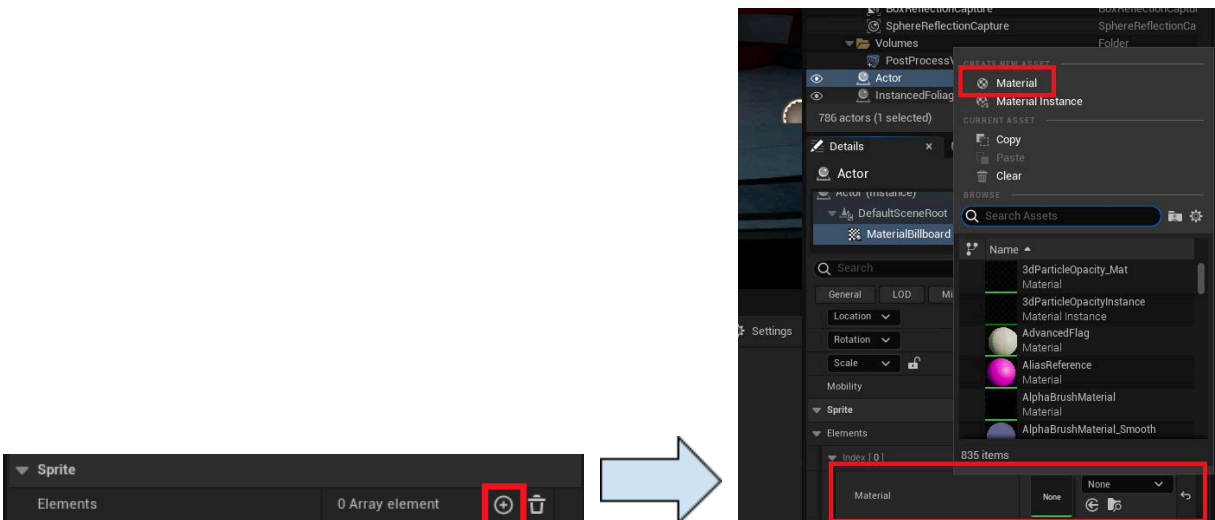 Sprite
Elements 0 Array element
BoxReflectionCapture BoxReflectionCaptur
SphereReflectionCapture SphereReflectionCa
Volumes Folder
PostProcessV
Actor
InstancedFoliag
786 actors (1 selected)
Details
Actor
Actor (Instance)
DefaultSceneRoot
MaterialBillboard
Search
General LOD Mi
Location
Rotation
Scale
Mobility
Sprite
Elements
Index [ 0 ]
Material None None
Settings
CREATE NEW ASSET
Material
Material Instance
CURRENT ASSET
Copy
Paste
Clear
BROWSE
Search Assets
Name
3dParticleOpacity_Mat
Material
3dParticleOpacityInstance
Material Instance
AdvancedFlag
Material
AliasReference
Material
AlphaBrushMaterial
Material
AlphaBrushMaterial_Smooth
835 items